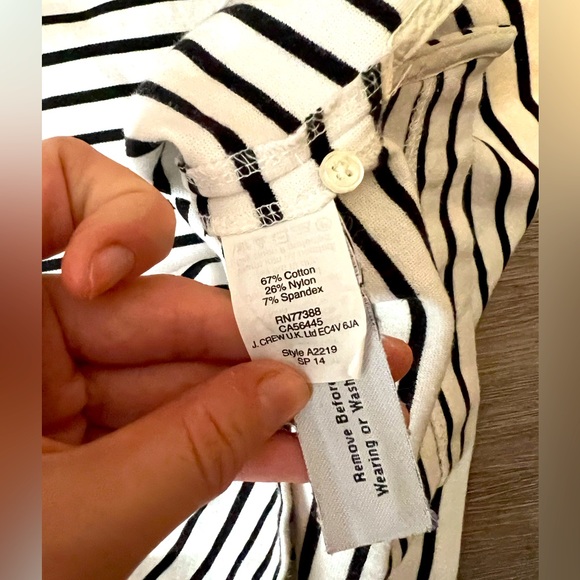 67% Cotton
26% Nylon
7% Spandex
RN77388
CA56445
J. CREW U.K. Ltd EC4V 6JA
Style A2219
SP 14
Remove Before
Wearing or Wash